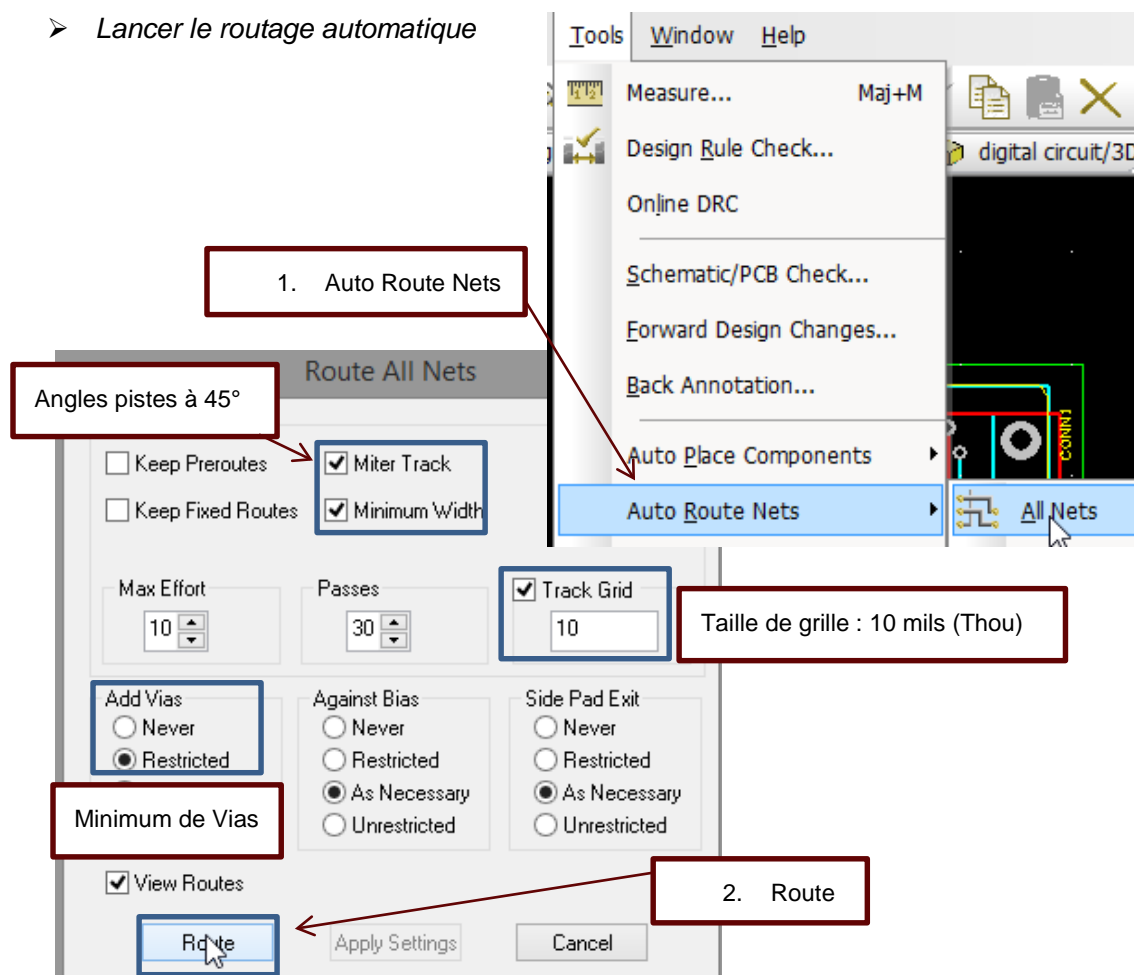 ➢ Lancer le routage automatique
Tools Window Help
Measure... Maj+M
Design Rule Check...
digital circuit/3D
Online DRC
Schematic/PCB Check...
1. Auto Route Nets
Forward Design Changes...
Back Annotation...
CONN1
Auto Place Components
Auto Route Nets
All Nets
Route All Nets
Angles pistes à 45°
Keep Preroutes
Miter Track
Keep Fixed Routes
Minimum Width
Max Effort
Passes
Track Grid
10
30
10
Taille de grille : 10 mils (Thou)
Add Vias
Against Bias
Side Pad Exit
Never
Never
Never
Restricted
Restricted
Restricted
As Necessary
As Necessary
Minimum de Vias
Unrestricted
Unrestricted
View Routes
2. Route
Route
Apply Settings
Cancel